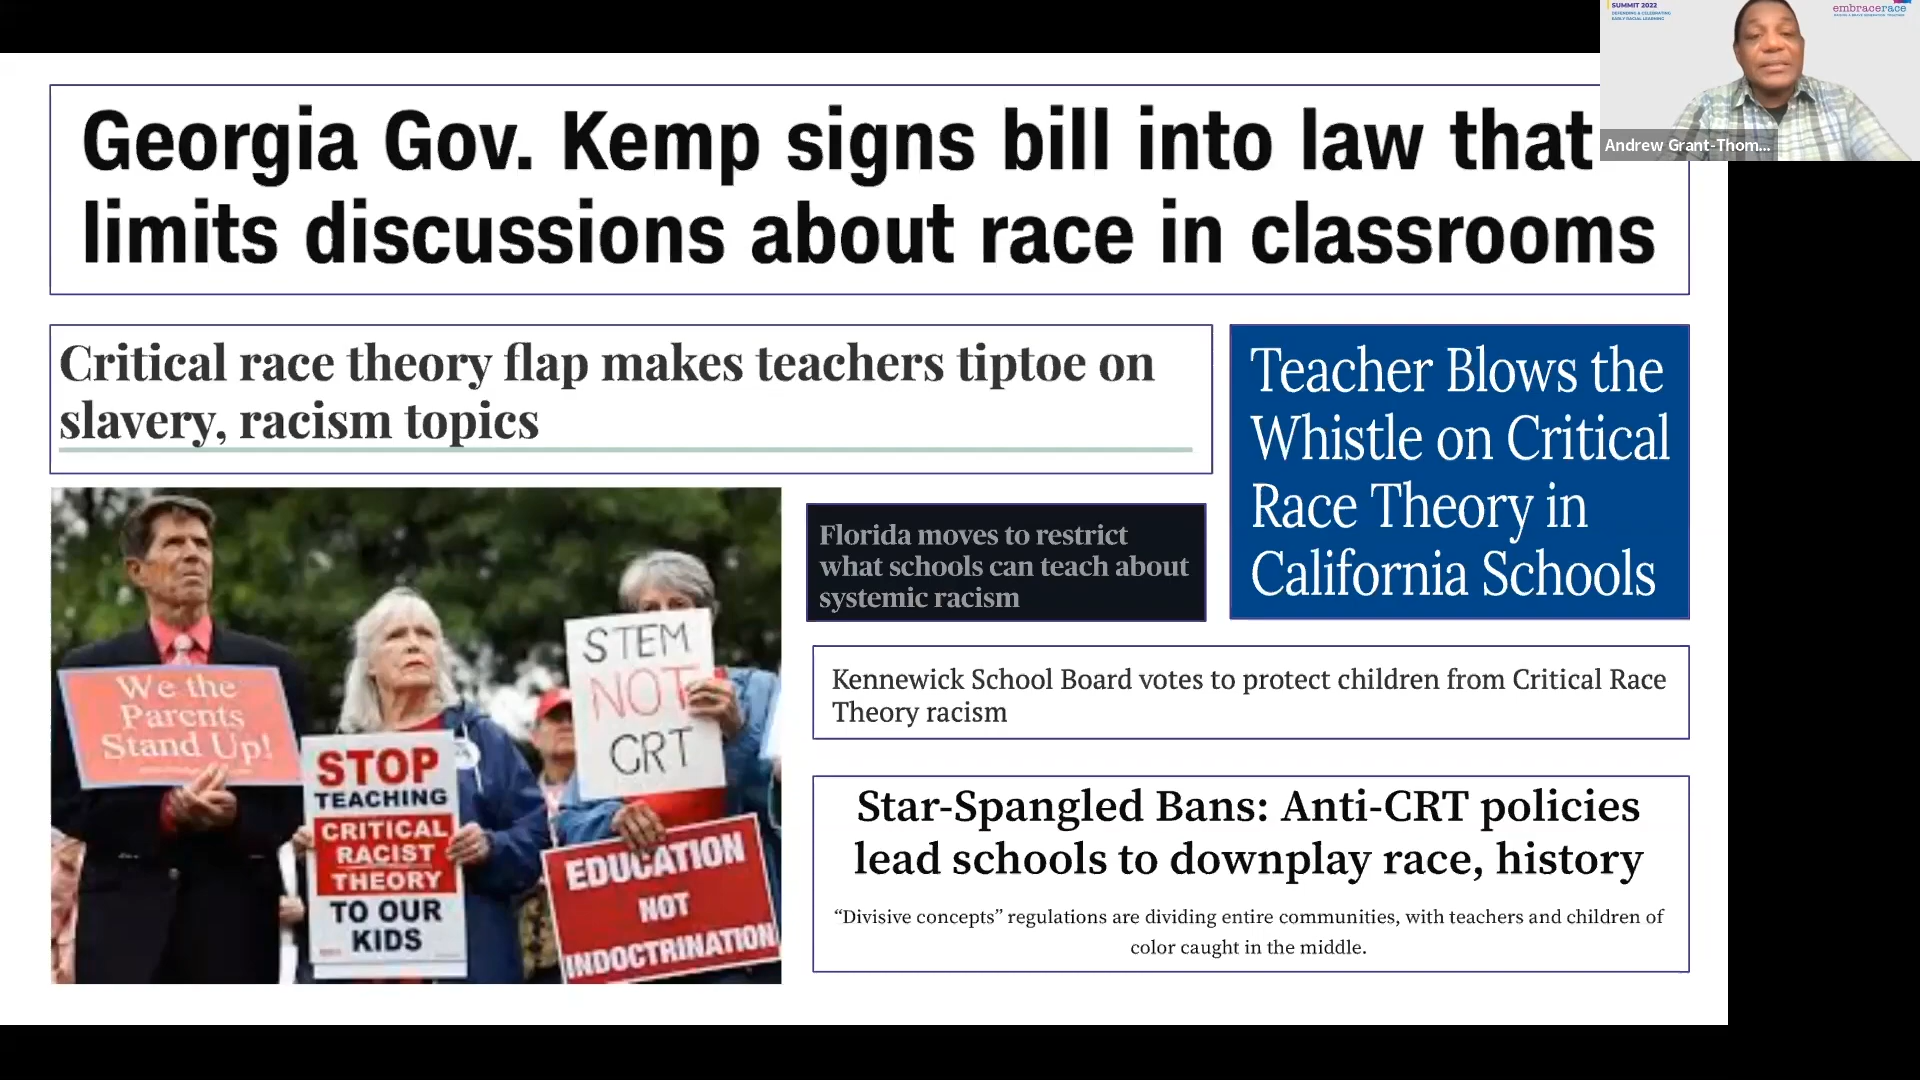 SUMMIT 2022
DEFENDING & CELEBRATING
EARLY RACIAL LEARNING
embracerace
Andrew Grant-Thom...
Georgia Gov. Kemp signs bill into law that
limits discussions about race in classrooms
Critical race theory flap makes teachers tiptoe on
slavery, racism topics
Teacher Blows the
Whistle on Critical
Race Theory in
California Schools
Florida moves to restrict
what schools can teach about
systemic racism
Kennewick School Board votes to protect children from Critical Race
Theory racism
Star-Spangled Bans: Anti-CRT policies
lead schools to downplay race, history
“Divisive concepts” regulations are dividing entire communities, with teachers and children of
color caught in the middle.
We the
Parents
Stand Up!
STOP
TEACHING
CRITICAL
RACIST
THEORY
TO OUR
KIDS
STEM
NOT
CRT
EDUCATION
NOT
INDOCTRINATION